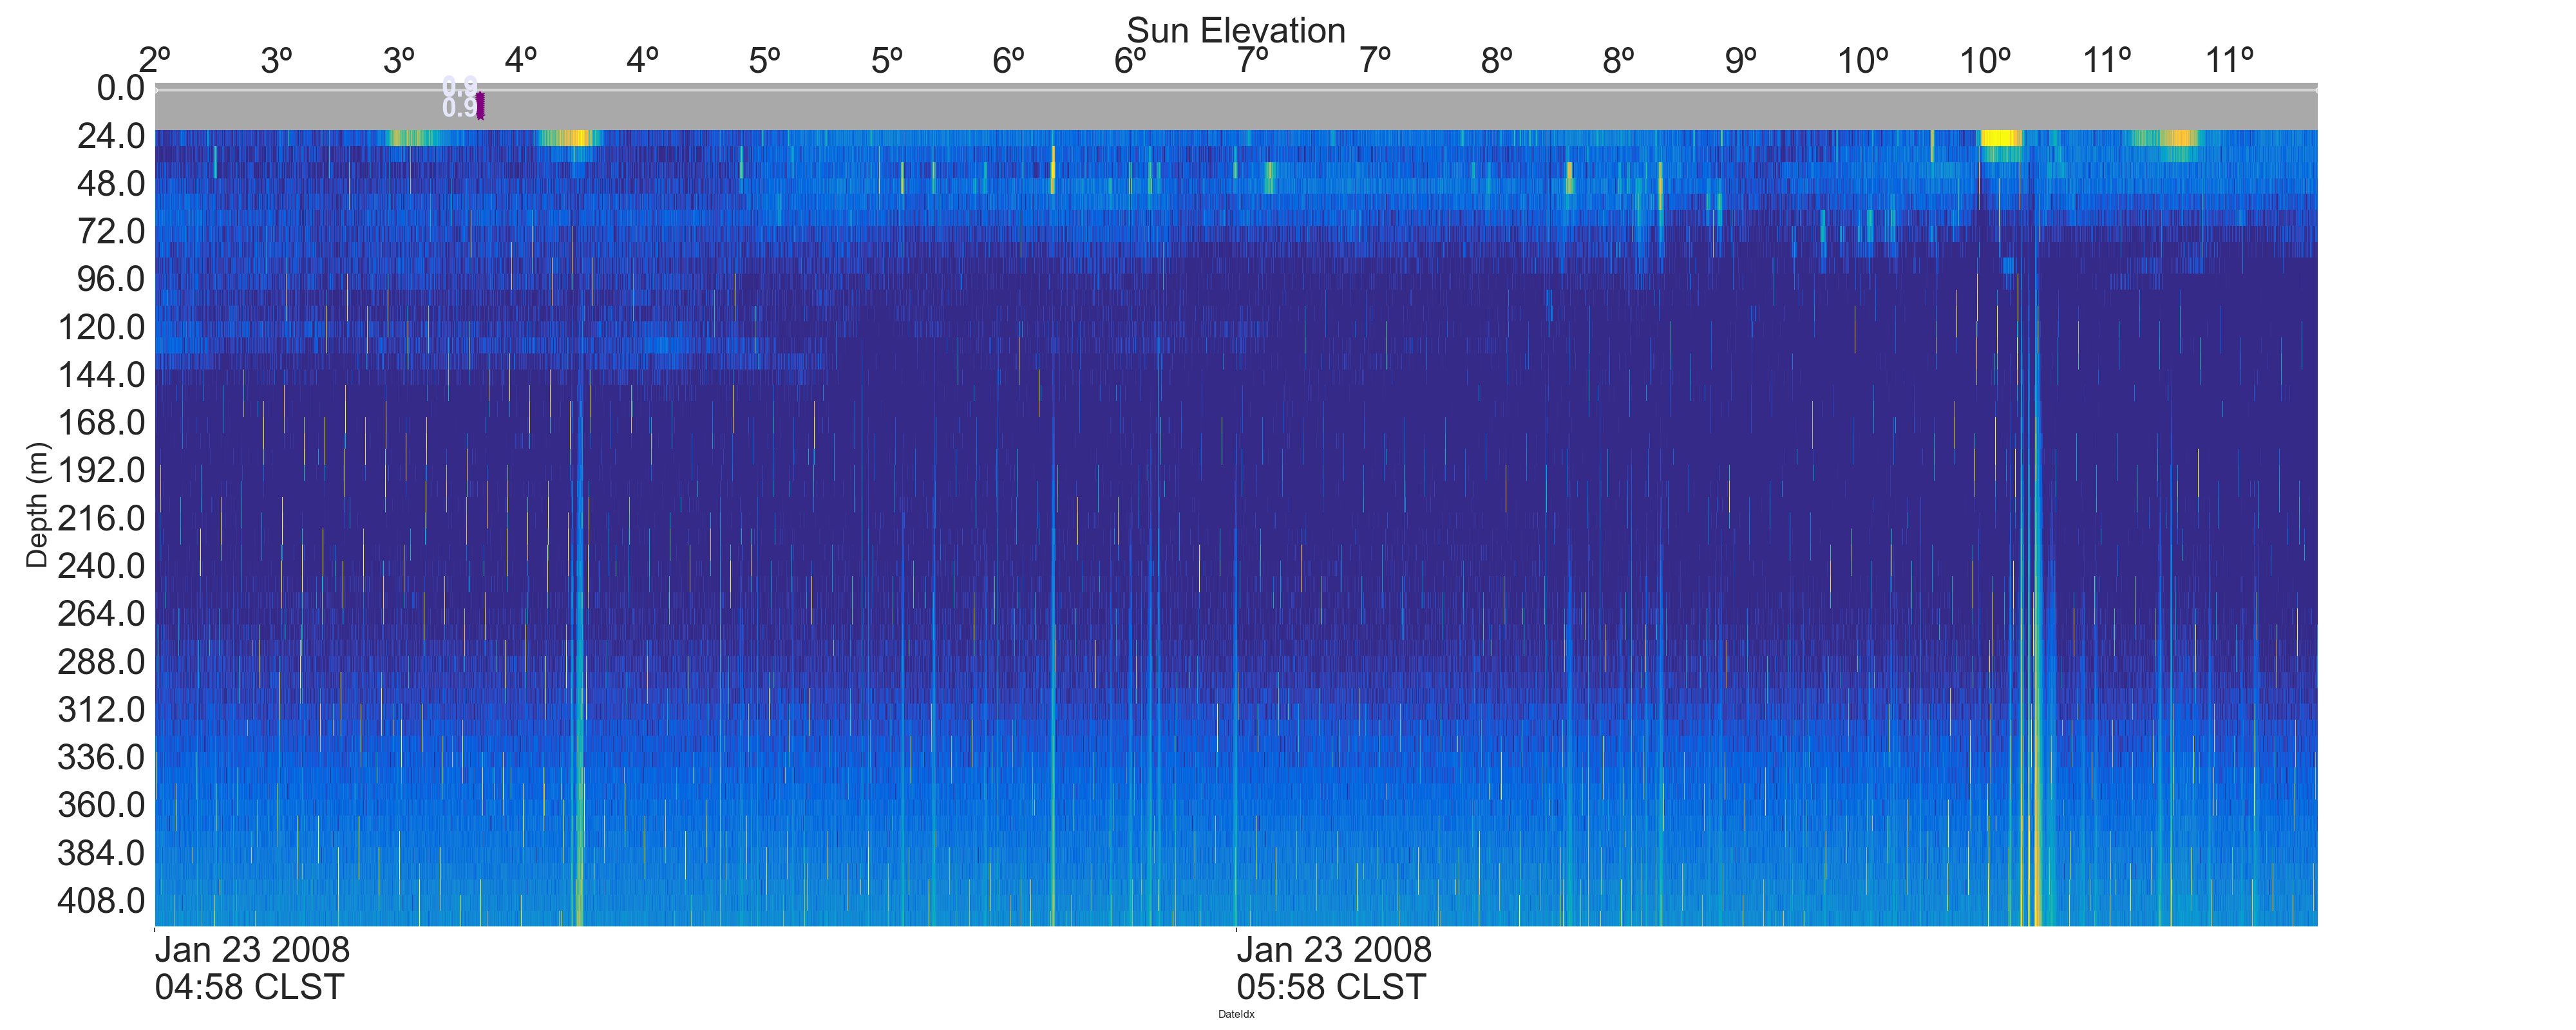 Sun Elevation
2º 3º 3º 4º 4º 5º 5º 6º 6º 7º 7º 8º 8º 9º 10º 10º 11º 11º
0.9
0.9
0.0
24.0
48.0
72.0
96.0
120.0
144.0
168.0
192.0
216.0
240.0
264.0
288.0
312.0
336.0
360.0
384.0
408.0
Depth (m)
Jan 23 2008
04:58 CLST
Jan 23 2008
05:58 CLST
DateIdx